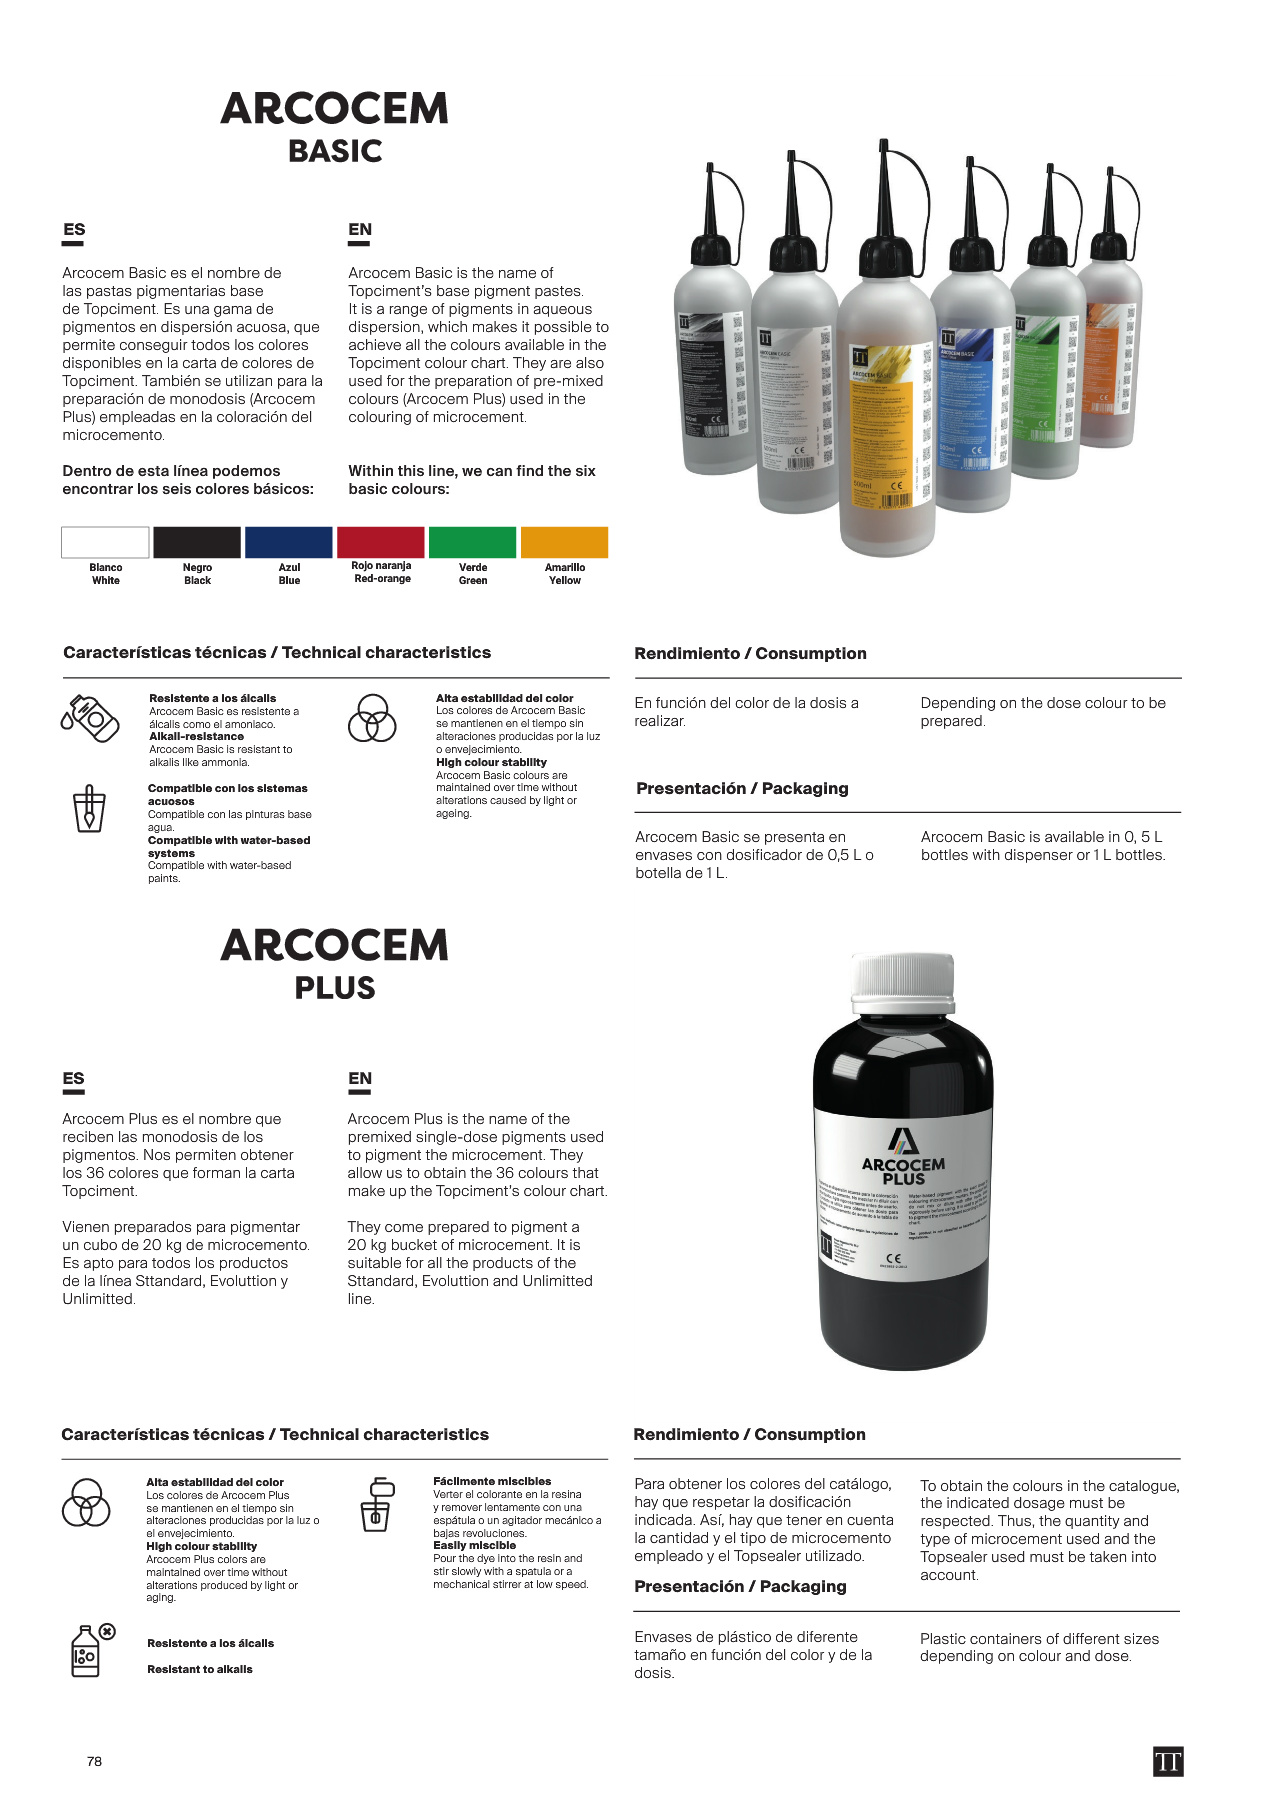 ARCOCEM
BASIC
ES
Arcocem Basic es el nombre de
las pastas pigmentarias base
de Topciment. Es una gama de
pigmentos en dispersión acuosa, que
permite conseguir todos los colores
disponibles en la carta de colores de
Topciment. También se utilizan para la
preparación de monodosis (Arcocem
Plus) empleadas en la coloración del
microcemento.
Dentro de esta línea podemos
encontrar los seis colores básicos:
EN
Arcocem Basic is the name of
Topciment's base pigment pastes.
It is a range of pigments in aqueous
dispersion, which makes it possible to
achieve all the colours available in the
Topciment colour chart. They are also
used for the preparation of pre-mixed
colours (Arcocem Plus) used in the
colouring of microcement.
Within this line, we can find the six
basic colours:
Blanco
White
Negro
Black
Azul
Blue
Rojo naranja
Red-orange
Verde
Green
Amarillo
Yellow
ARCOCEM BASIC
500ml
CE
Características técnicas / Technical characteristics
Resistente a los álcalis
Arcocem Basic es resistente a
álcalis como el amoniaco.
Alkali-resistance
Arcocem Basic is resistant to
alkalis like ammonia.
Compatible con los sistemas
acuosos
Compatible con las pinturas base
agua.
Compatible with water-based
systems
Compatible with water-based
paints.
Alta estabilidad del color
Los colores de Arcocem Basic
se mantienen en el tiempo sin
alteraciones producidas por la luz
o envejecimiento.
High colour stability
Arcocem Basic colours are
maintained over time without
alterations caused by light or
ageing.
Rendimiento / Consumption
En función del color de la dosis a
realizar.
Depending on the dose colour to be
prepared.
Presentación / Packaging
Arcocem Basic se presenta en
envases con dosificador de 0,5 L o
botella de 1 L.
Arcocem Basic is available in 0, 5 L
bottles with dispenser or 1 L bottles.
ARCOCEM
PLUS
ES
Arcocem Plus es el nombre que
reciben las monodosis de los
pigmentos. Nos permiten obtener
los 36 colores que forman la carta
Topciment.
Vienen preparados para pigmentar
un cubo de 20 kg de microcemento.
Es apto para todos los productos
de la línea Sttandard, Evoluttion y
Unlimitted.
EN
Arcocem Plus is the name of the
premixed single-dose pigments used
to pigment the microcement. They
allow us to obtain the 36 colours that
make up the Topciment's colour chart.
They come prepared to pigment a
20 kg bucket of microcement. It is
suitable for all the products of the
Sttandard, Evoluttion and Unlimitted
line.
ARCOCEM
PLUS
CE
Características técnicas / Technical characteristics
Alta estabilidad del color
Los colores de Arcocem Plus
se mantienen en el tiempo sin
alteraciones producidas por la luz o
el envejecimiento.
High colour stability
Arcocem Plus colors are
maintained over time without
alterations produced by light or
aging.
Resistente a los álcalis
Resistant to alkalis
Fácilmente miscibles
Verter el colorante en la resina
y remover lentamente con una
espátula o un agitador mecánico a
bajas revoluciones.
Easily miscible
Pour the dye into the resin and
stir slowly with a spatula or a
mechanical stirrer at low speed.
Rendimiento / Consumption
Para obtener los colores del catálogo,
hay que respetar la dosificación
indicada. Así, hay que tener en cuenta
la cantidad y el tipo de microcemento
empleado y el Topsealer utilizado.
To obtain the colours in the catalogue,
the indicated dosage must be
respected. Thus, the quantity and
type of microcement used and the
Topsealer used must be taken into
account.
Presentación / Packaging
Envases de plástico de diferente
tamaño en función del color y de la
dosis.
Plastic containers of different sizes
depending on colour and dose.
78
TT